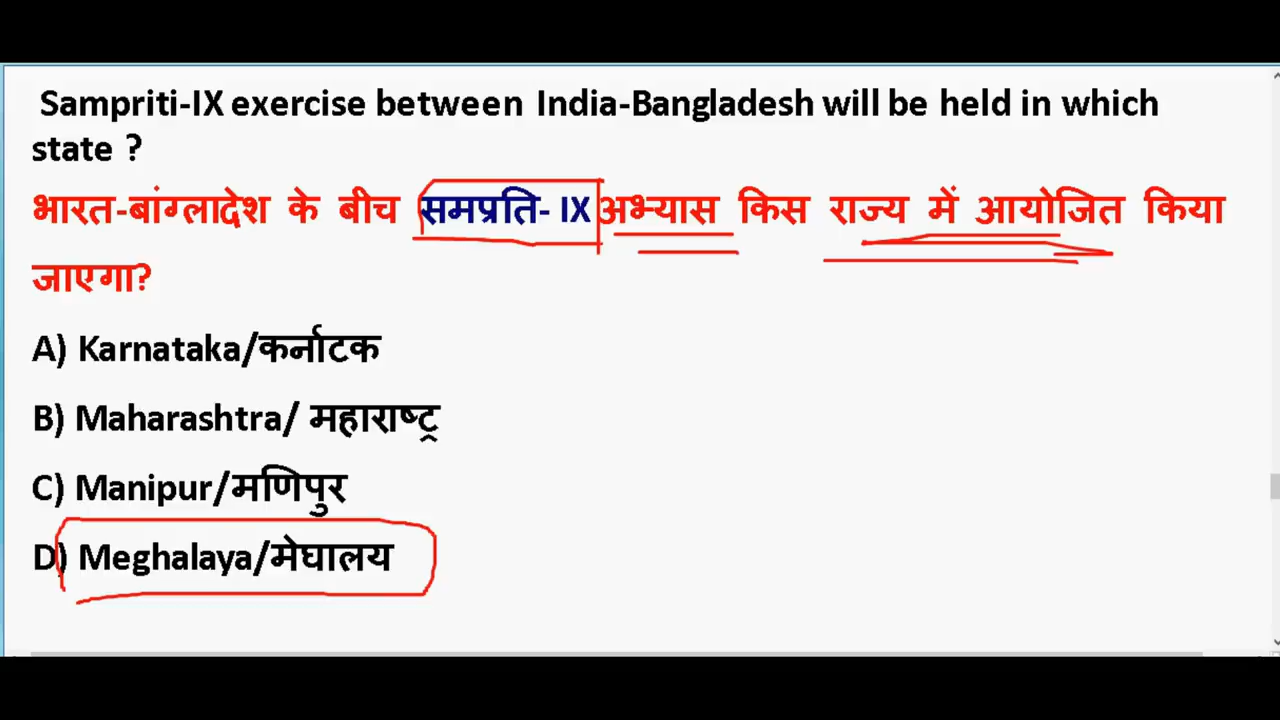 Sampriti-IX exercise between India-Bangladesh will be held in which
state ?
भारत-बांग्लादेश के बीच समप्रति- IX अभ्यास किस राज्य में आयोजित किया
जाएगा?
A) Karnataka/कर्नाटक
B) Maharashtra/ महाराष्ट्र
C) Manipur/मणिपुर
D) Meghalaya/मेघालय